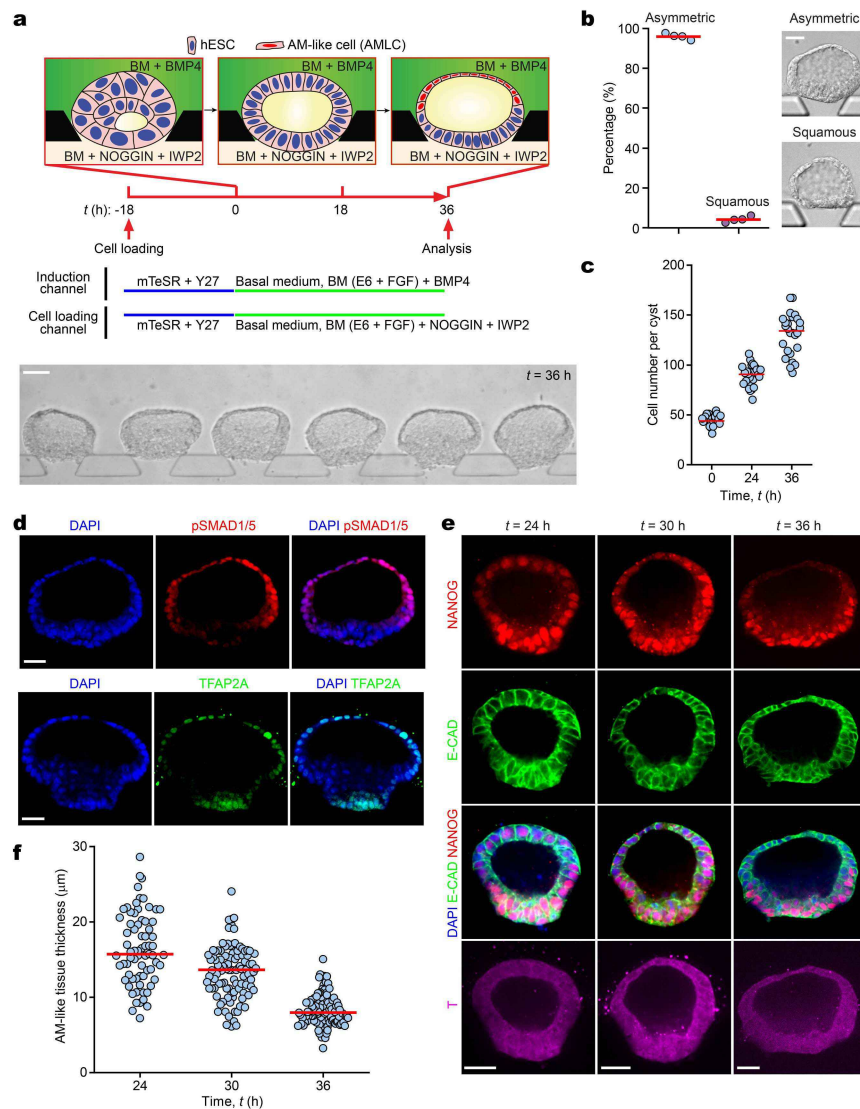 a
hESC
AM-like cell (AMLC)
BM + BMP4
BM + BMP4
BM + BMP4
BM + NOGGIN + IWP2
BM + NOGGIN + IWP2
BM + NOGGIN + IWP2
t (h): -18
0
18
36
Cell loading
Analysis
Induction
channel
mTeSR + Y27
Basal medium, BM (E6 + FGF) + BMP4
Cell loading
channel
mTeSR + Y27
Basal medium, BM (E6 + FGF) + NOGGIN + IWP2
t = 36 h
b
Asymmetric
Percentage (%)
100
80
60
40
20
0
Squamous
Asymmetric
Squamous
c
Cell number per cyst
200
150
100
50
0
0
24
36
Time, t (h)
d
DAPI
pSMAD1/5
DAPI pSMAD1/5
DAPI
TFAP2A
DAPI TFAP2A
e
t = 24 h
t = 30 h
t = 36 h
NANOG
E-CAD
DAPI E-CAD NANOG
T
f
AM-like tissue thickness (μm)
30
20
10
0
24
30
36
Time, t (h)